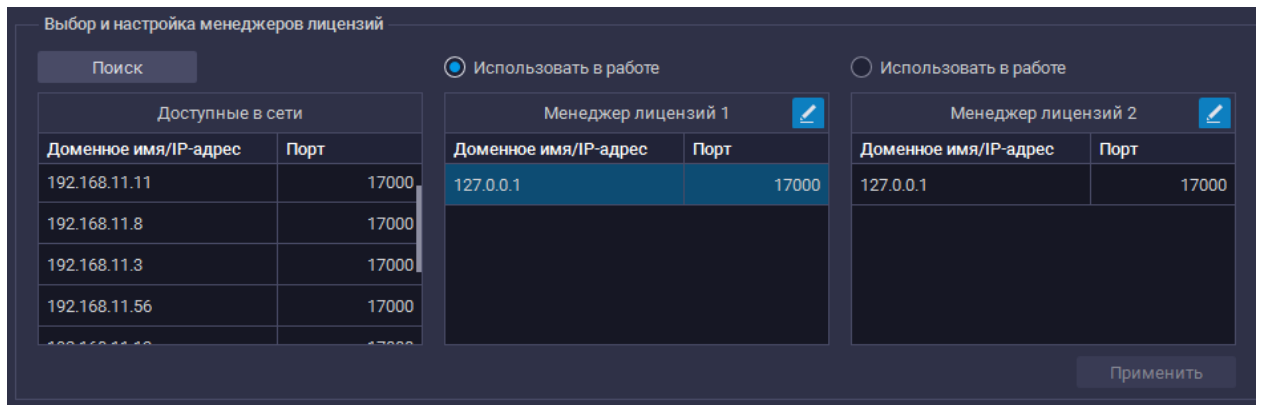 Выбор и настройка менеджеров лицензий
Поиск
Использовать в работе
Использовать в работе
Доступные в сети
Менеджер лицензий 1
Менеджер лицензий 2
Доменное имя/IP-адрес Порт
Доменное имя/IP-адрес Порт
Доменное имя/IP-адрес Порт
192.168.11.11 17000
127.0.0.1 17000
127.0.0.1 17000
192.168.11.8 17000
192.168.11.3 17000
192.168.11.56 17000
Применить